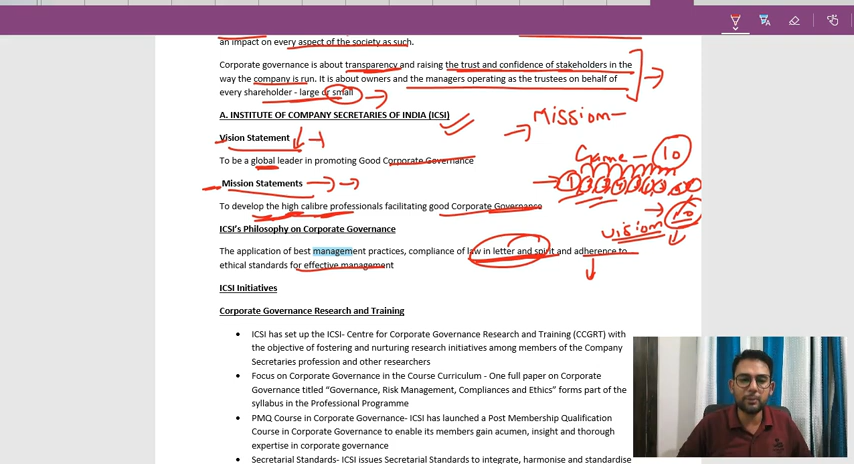 an impact on every aspect of the society as such.
Corporate governance is about transparency and raising the trust and confidence of stakeholders in the
way the company is run. It is about owners and the managers operating as the trustees on behalf of
every shareholder - large or small
A. INSTITUTE OF COMPANY SECRETARIES OF INDIA (ICSI)
Mission-
Vision Statement
To be a global leader in promoting Good Corporate Governance
Game - 10
Mission Statements
To develop the high calibre professionals facilitating good Corporate Governance
10
ICSI's Philosophy on Corporate Governance
vision
The application of best management practices, compliance of law in letter and spirit and adherence to
ethical standards for effective management
ICSI Initiatives
Corporate Governance Research and Training
• ICSI has set up the ICSI- Centre for Corporate Governance Research and Training (CCGRT) with
the objective of fostering and nurturing research initiatives among members of the Company
Secretaries profession and other researchers
• Focus on Corporate Governance in the Course Curriculum - One full paper on Corporate
Governance titled "Governance, Risk Management, Compliances and Ethics" forms part of the
syllabus in the Professional Programme
• PMQ Course in Corporate Governance- ICSI has launched a Post Membership Qualification
Course in Corporate Governance to enable its members gain acumen, insight and thorough
expertise in corporate governance
• Secretarial Standards- ICSI issues Secretarial Standards to integrate, harmonise and standardise